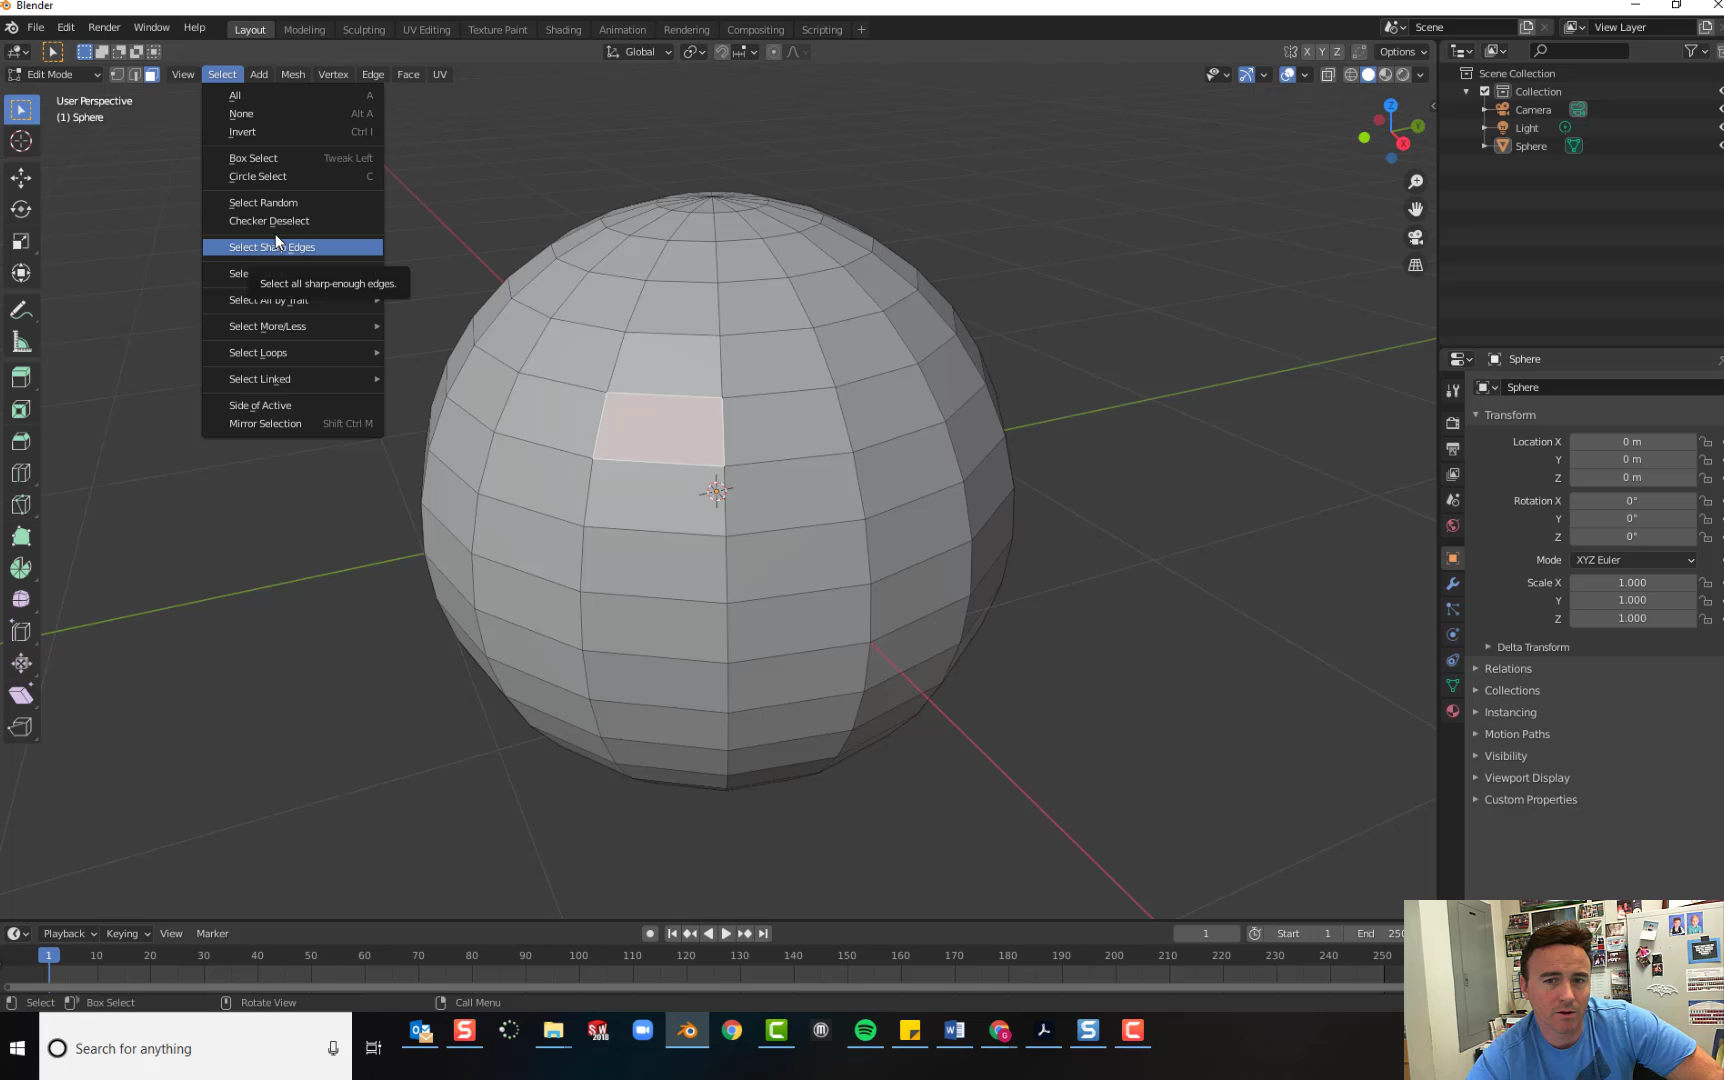 Blender
File Edit Render Window Help
Layout Modeling Sculpting UV Editing Texture Paint Shading Animation Rendering Compositing Scripting +
Scene
View Layer
Global
X Y Z
Options
Edit Mode
View Select Add Mesh Vertex Edge Face UV
User Perspective
(1) Sphere
All A
None Alt A
Invert Ctrl I
Box Select Tweak Left
Circle Select C
Select Random
Checker Deselect
Select Sharp Edges
Sele
Select all sharp-enough edges.
Select All by Trait
Select More/Less
Select Loops
Select Linked
Side of Active
Mirror Selection Shift Ctrl M
Z
Y
X
Scene Collection
Collection
Camera
Light
Sphere
Sphere
Sphere
Transform
Location X 0 m
Y 0 m
Z 0 m
Rotation X 0°
Y 0°
Z 0°
Mode XYZ Euler
Scale X 1.000
Y 1.000
Z 1.000
Delta Transform
Relations
Collections
Instancing
Motion Paths
Visibility
Viewport Display
Custom Properties
Playback Keying View Marker
1
Start 1
End 250
1 10 20 30 40 50 60 70 80 90 100 110 120 130 140 150 160 170 180 190 200 210 220 230 240 250
Select Box Select Rotate View Call Menu
Search for anything
SW
2018